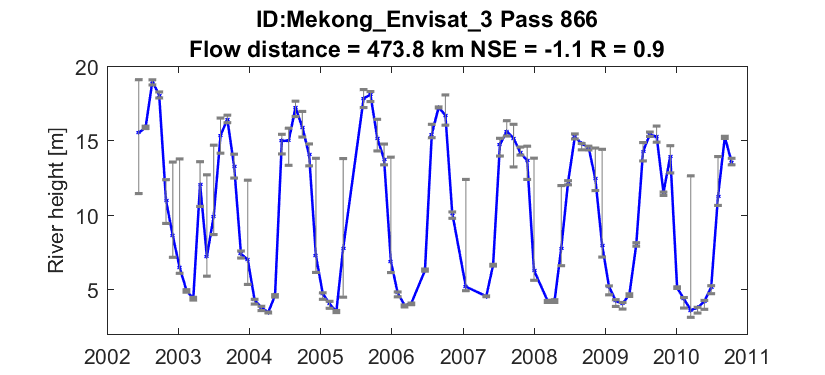 ID:Mekong_Envisat_3 Pass 866
Flow distance = 473.8 km NSE = -1.1 R = 0.9
River height [m]
20
15
10
5
2002 2003 2004 2005 2006 2007 2008 2009 2010 2011